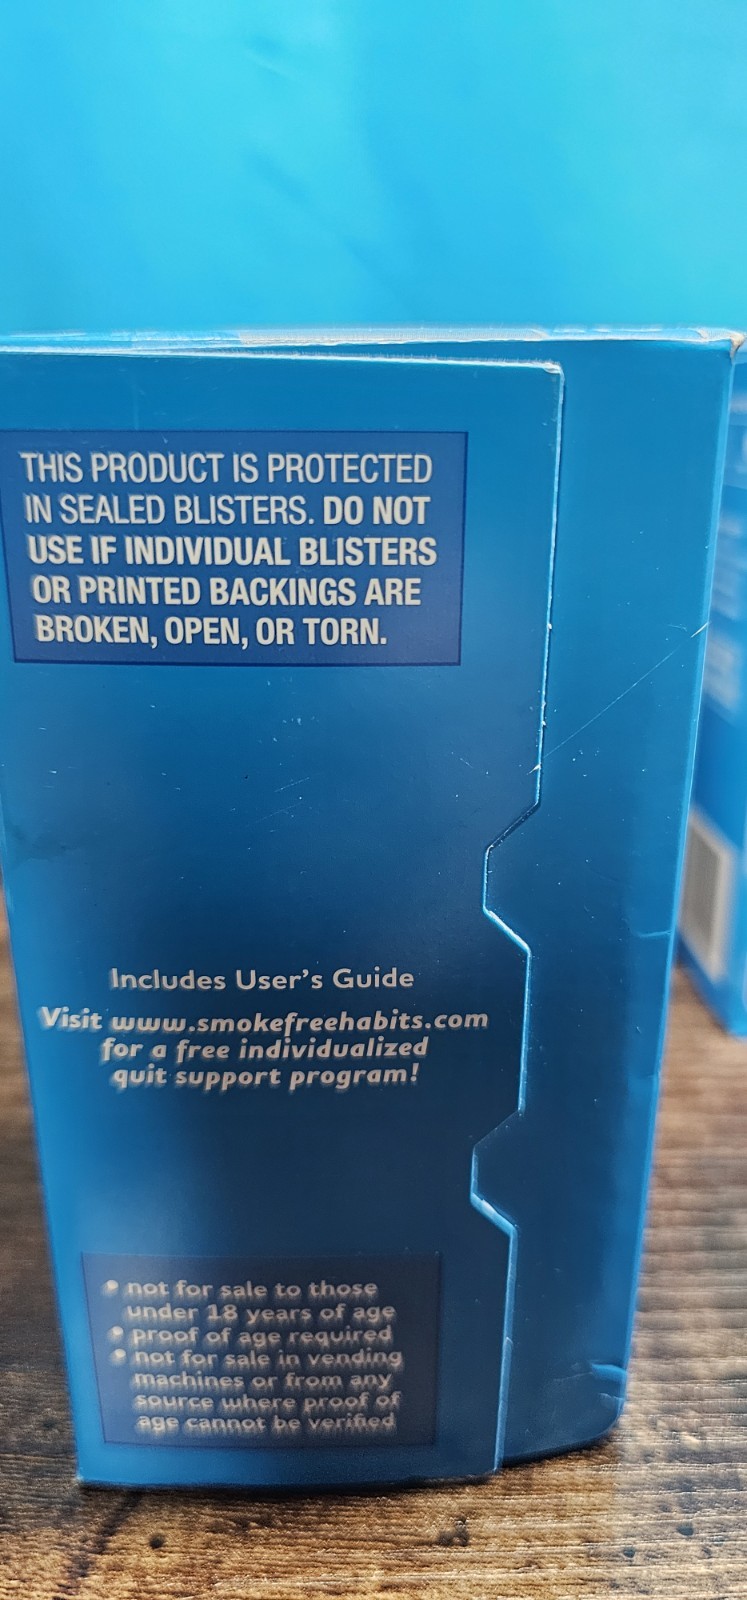 THIS PRODUCT IS PROTECTED
IN SEALED BLISTERS. DO NOT
USE IF INDIVIDUAL BLISTERS
OR PRINTED BACKINGS ARE
BROKEN, OPEN, OR TORN.
Includes User's Guide
Visit www.smokefreehabits.com
for a free individualized
quit support program!
• not for sale to those
under 18 years of age
• proof of age required
• not for sale in vending
machines or from any
source where proof of
age cannot be verified